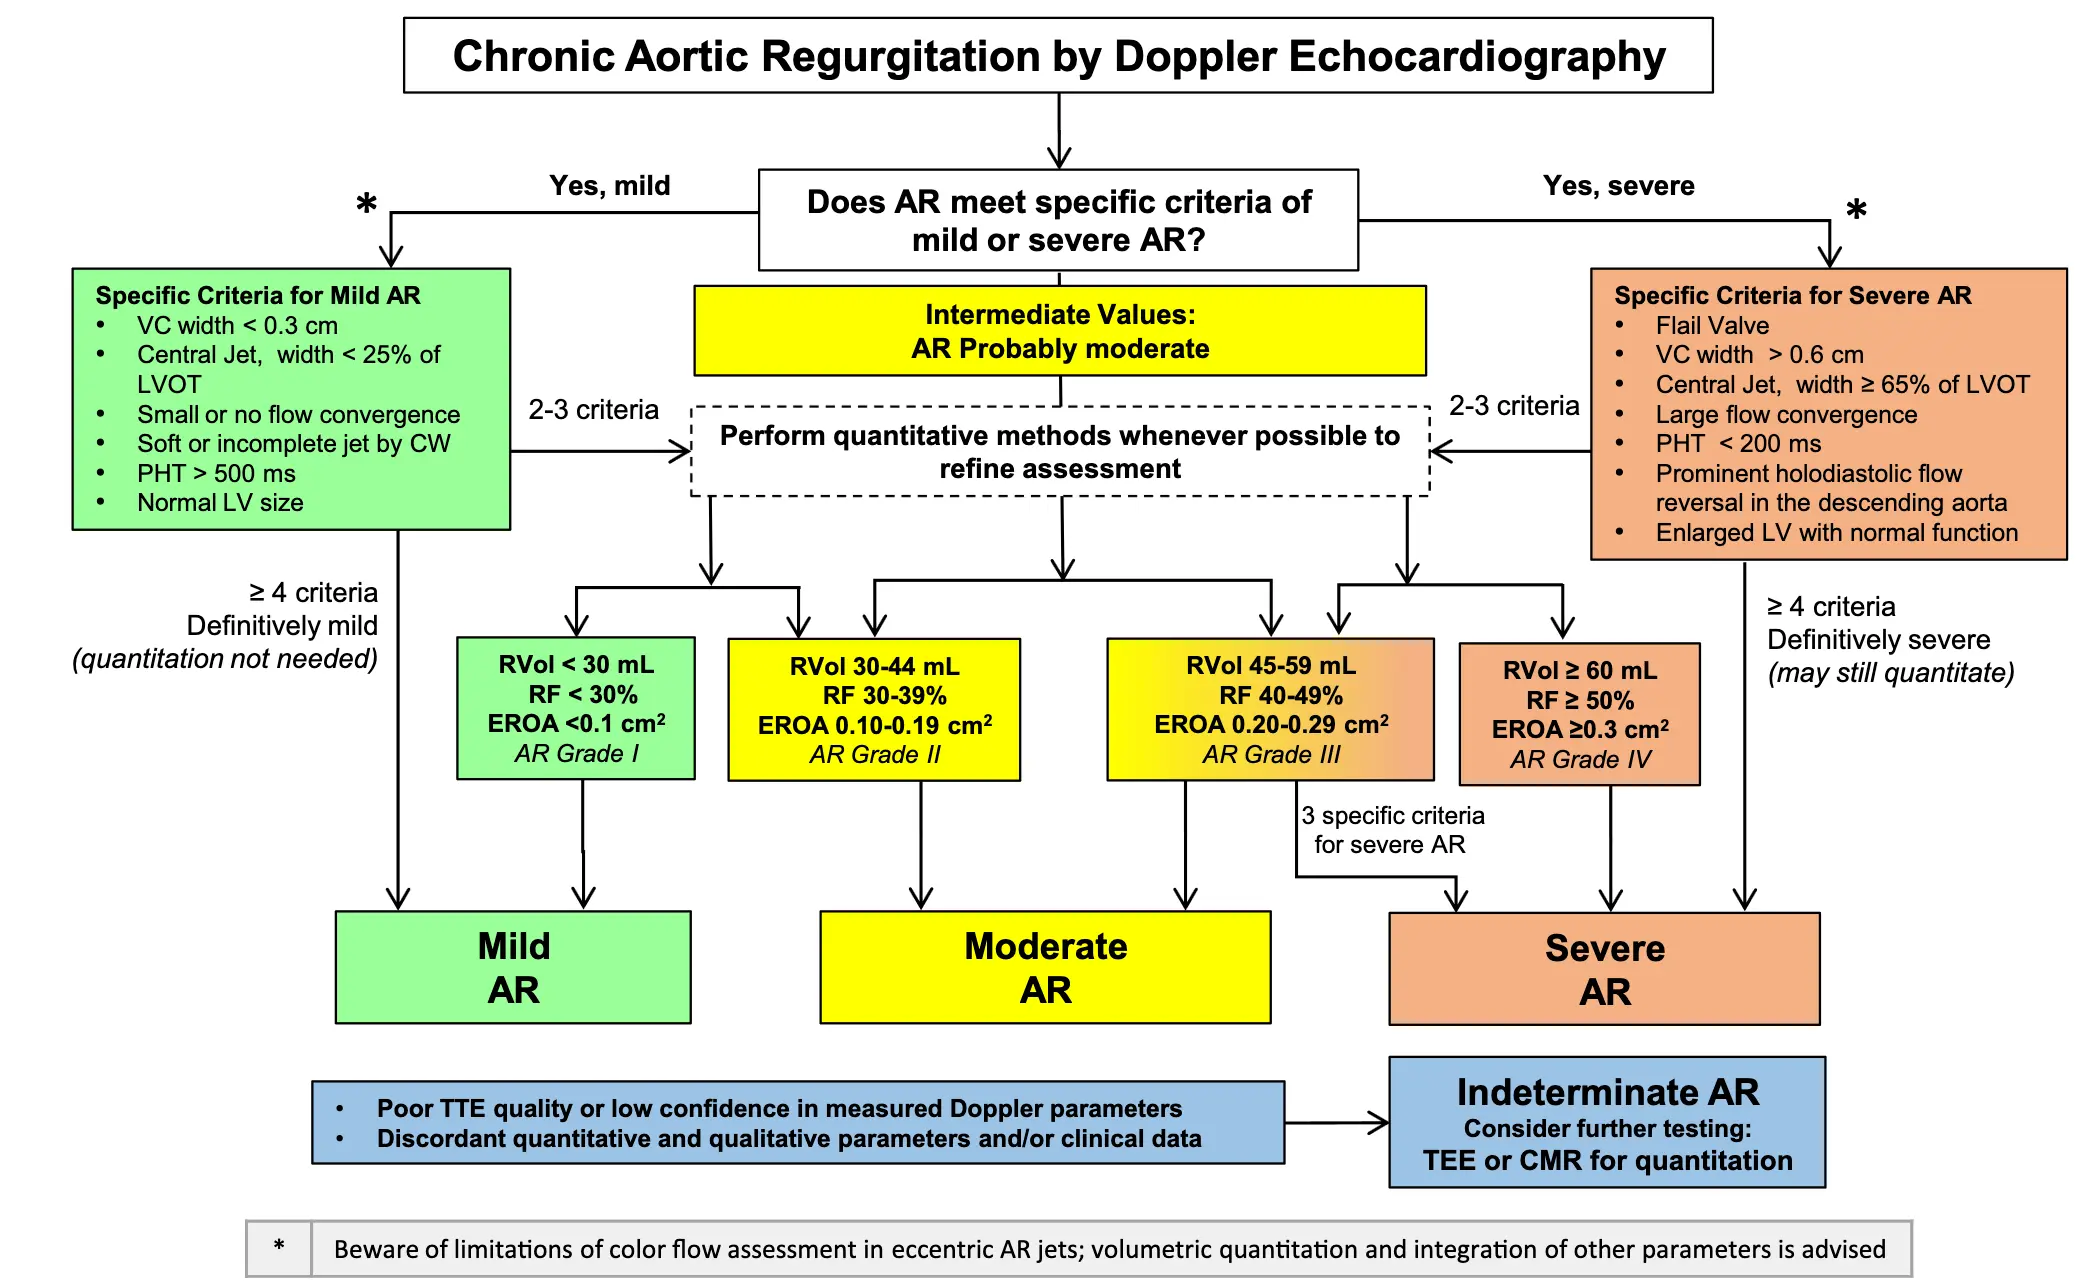 Chronic Aortic Regurgitation by Doppler Echocardiography
Does AR meet specific criteria of
mild or severe AR?
Yes, mild
*
Yes, severe
*
Specific Criteria for Mild AR
• VC width < 0.3 cm
• Central Jet, width < 25% of
LVOT
• Small or no flow convergence
• Soft or incomplete jet by CW
• PHT > 500 ms
• Normal LV size
Intermediate Values:
AR Probably moderate
Specific Criteria for Severe AR
• Flail Valve
• VC width > 0.6 cm
• Central Jet, width ≥ 65% of LVOT
• Large flow convergence
• PHT < 200 ms
• Prominent holodiastolic flow
reversal in the descending aorta
• Enlarged LV with normal function
2-3 criteria
Perform quantitative methods whenever possible to
refine assessment
2-3 criteria
≥ 4 criteria
Definitively mild
(quantitation not needed)
≥ 4 criteria
Definitively severe
(may still quantitate)
RVol < 30 mL
RF < 30%
EROA <0.1 cm²
AR Grade I
RVol 30-44 mL
RF 30-39%
EROA 0.10-0.19 cm²
AR Grade II
RVol 45-59 mL
RF 40-49%
EROA 0.20-0.29 cm²
AR Grade III
RVol ≥ 60 mL
RF ≥ 50%
EROA ≥0.3 cm²
AR Grade IV
3 specific criteria
for severe AR
Mild
AR
Moderate
AR
Severe
AR
• Poor TTE quality or low confidence in measured Doppler parameters
• Discordant quantitative and qualitative parameters and/or clinical data
Indeterminate AR
Consider further testing:
TEE or CMR for quantitation
* Beware of limitations of color flow assessment in eccentric AR jets; volumetric quantitation and integration of other parameters is advised